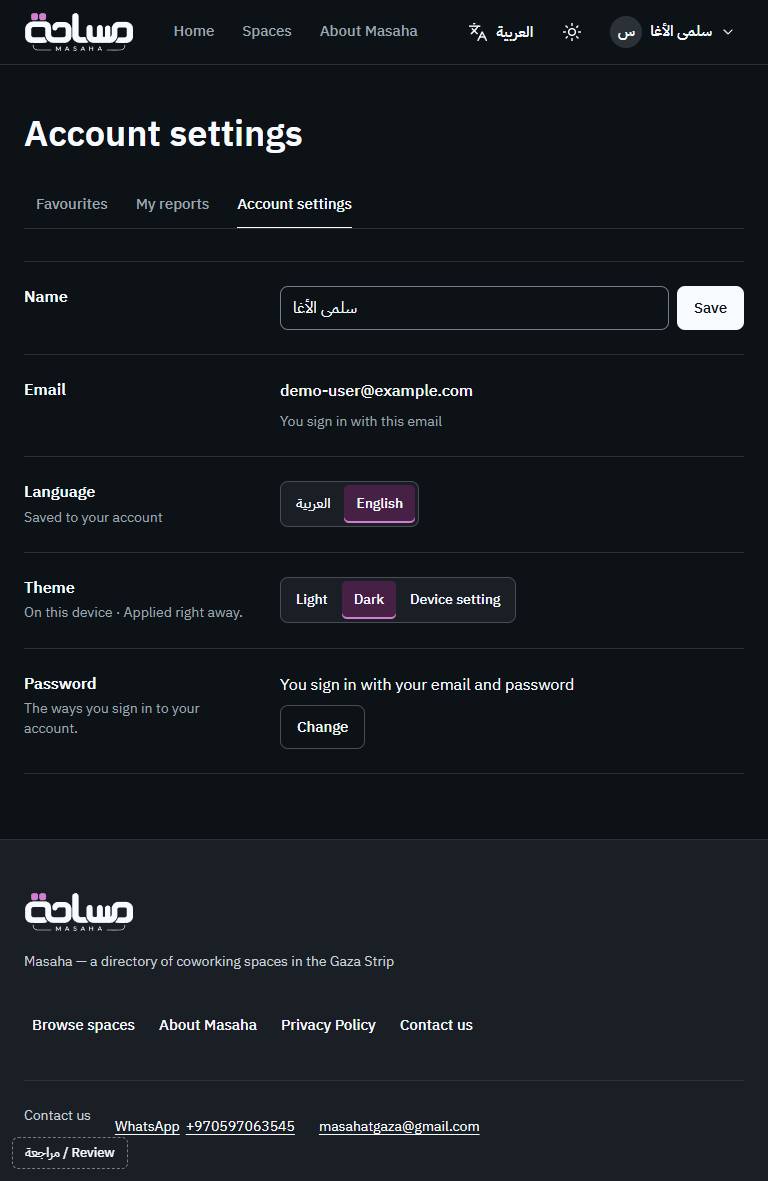 مساحة
MASAHA
Home
Spaces
About Masaha
العربية
س
سلمى الأغا
Account settings
Favourites
My reports
Account settings
Name
سلمى الأغا
Save
Email
demo-user@example.com
You sign in with this email
Language
Saved to your account
العربية
English
Theme
On this device · Applied right away.
Light
Dark
Device setting
Password
The ways you sign in to your
account.
You sign in with your email and password
Change
مساحة
MASAHA
Masaha — a directory of coworking spaces in the Gaza Strip
Browse spaces
About Masaha
Privacy Policy
Contact us
Contact us
WhatsApp +970597063545
masahatgaza@gmail.com
مراجعة / Review